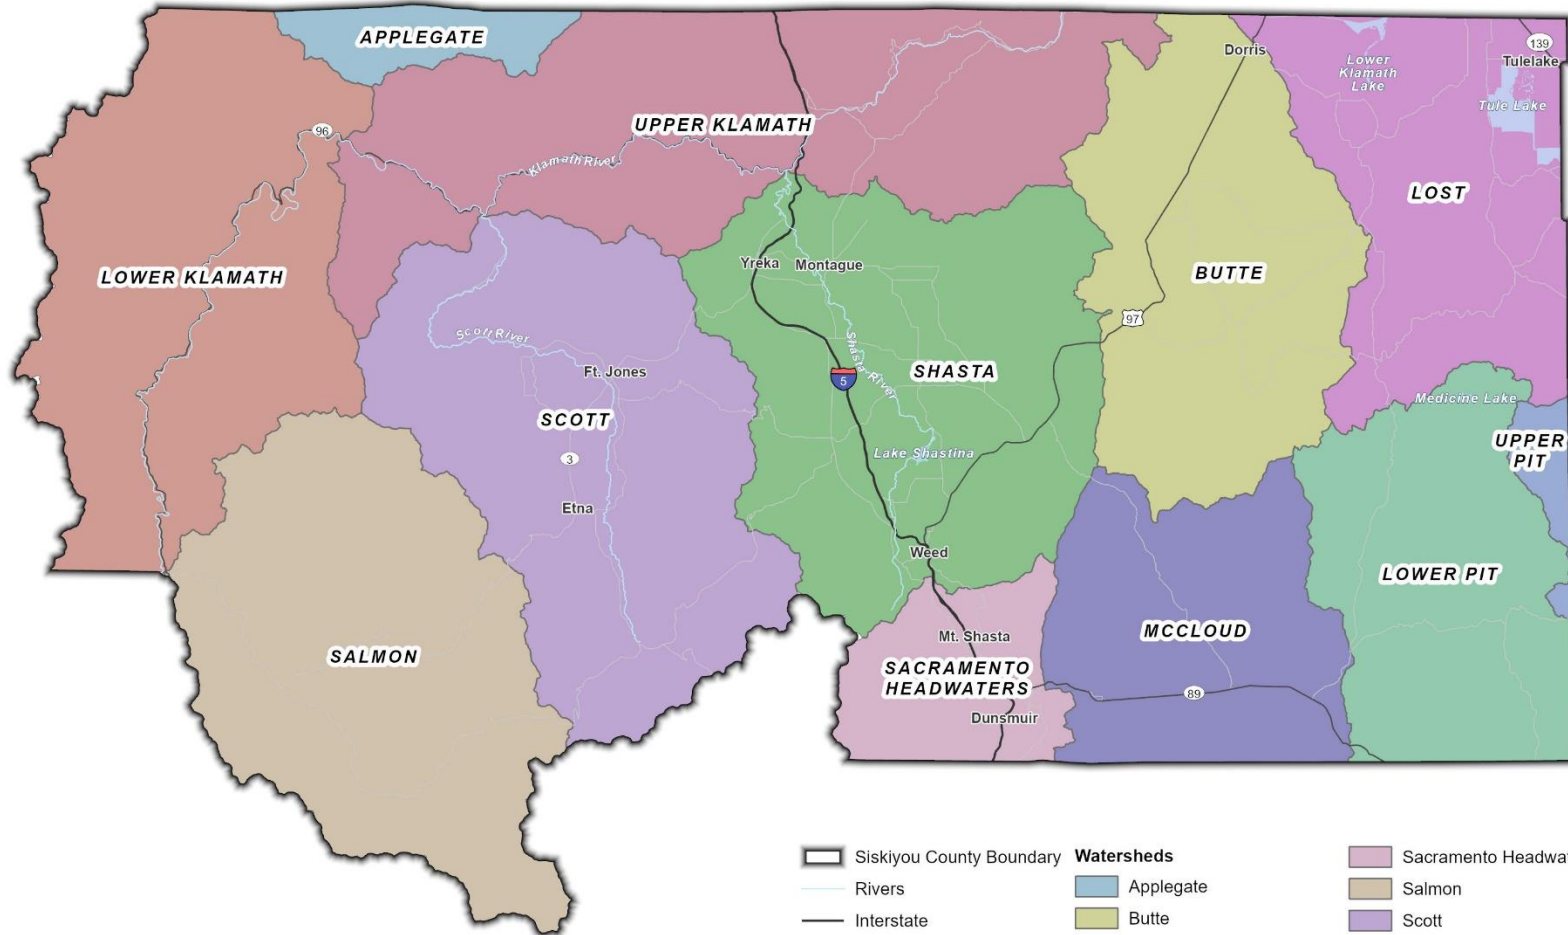 APPLEGATE
Dorris
139
Tulelake
Lower
Klamath
Lake
Tule Lake
96
UPPER KLAMATH
Klamath River
LOST
LOWER KLAMATH
Yreka
Montague
BUTTE
97
Scott River
Shasta River
Ft. Jones
5
SHASTA
Medicine Lake
SCOTT
UPPER
PIT
3
Lake Shastina
Etna
Weed
LOWER PIT
MCCLOUD
Mt. Shasta
SALMON
SACRAMENTO
HEADWATERS
89
Dunsmuir
Siskiyou County Boundary
Rivers
Interstate
Watersheds
Applegate
Butte
Sacramento Headwa
Salmon
Scott